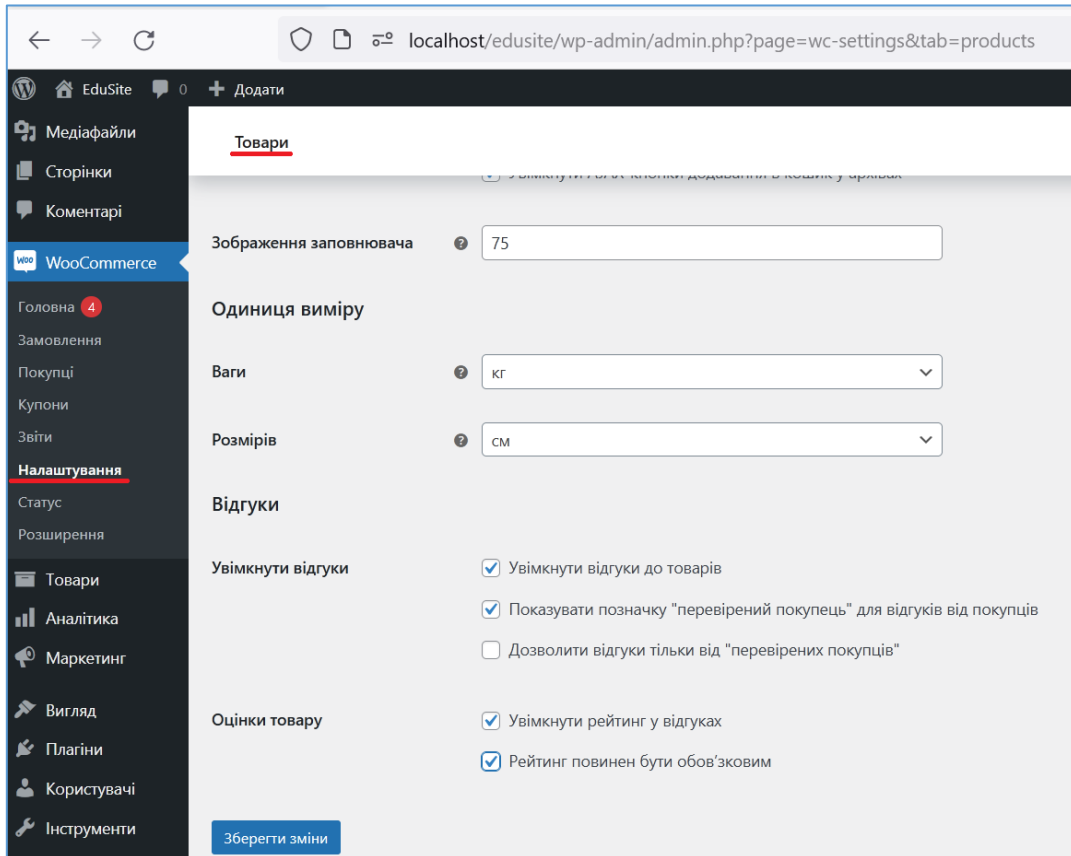 localhost/edusite/wp-admin/admin.php?page=wc-settings&tab=products
EduSite 0 + Додати
Медіафайли
Сторінки
Коментарі
WooCommerce
Головна 4
Замовлення
Покупці
Купони
Звіти
Налаштування
Статус
Розширення
Товари
Аналітика
Маркетинг
Вигляд
Плагіни
Користувачі
Інструменти
Товари
Зображення заповнювача 75
Одиниця виміру
Ваги кг
Розмірів см
Відгуки
Увімкнути відгуки Увімкнути відгуки до товарів
Показувати позначку "перевірений покупець" для відгуків від покупців
Дозволити відгуки тільки від "перевірених покупців"
Оцінки товару Увімкнути рейтинг у відгуках
Рейтинг повинен бути обов'язковим
Зберегти зміни